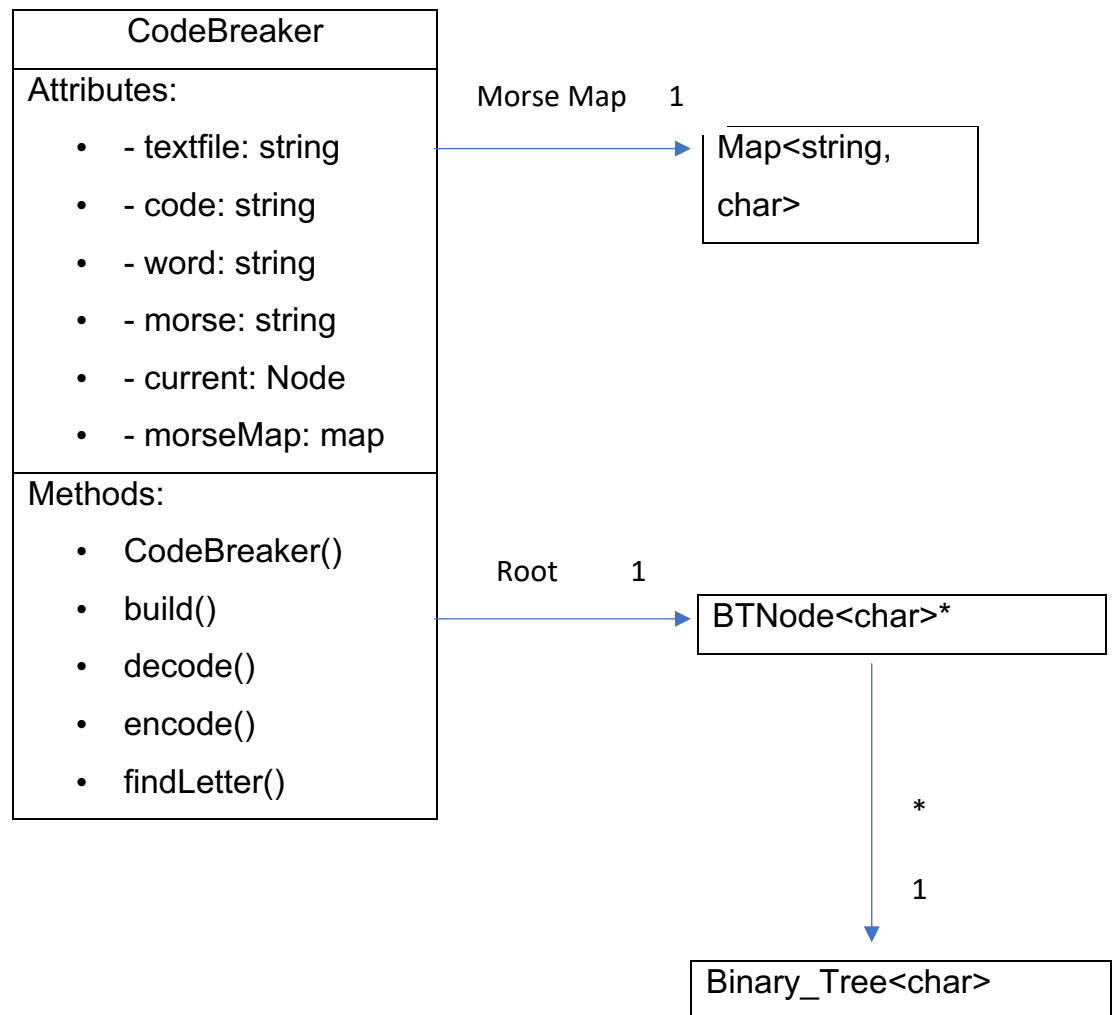 CodeBreaker
Attributes:
• - textfile: string
• - code: string
• - word: string
• - morse: string
• - current: Node
• - morseMap: map
Methods:
• CodeBreaker()
• build()
• decode()
• encode()
• findLetter()
Morse Map 1
Map<string,
char>
Root 1
BTNode<char>*
*
1
Binary_Tree<char>